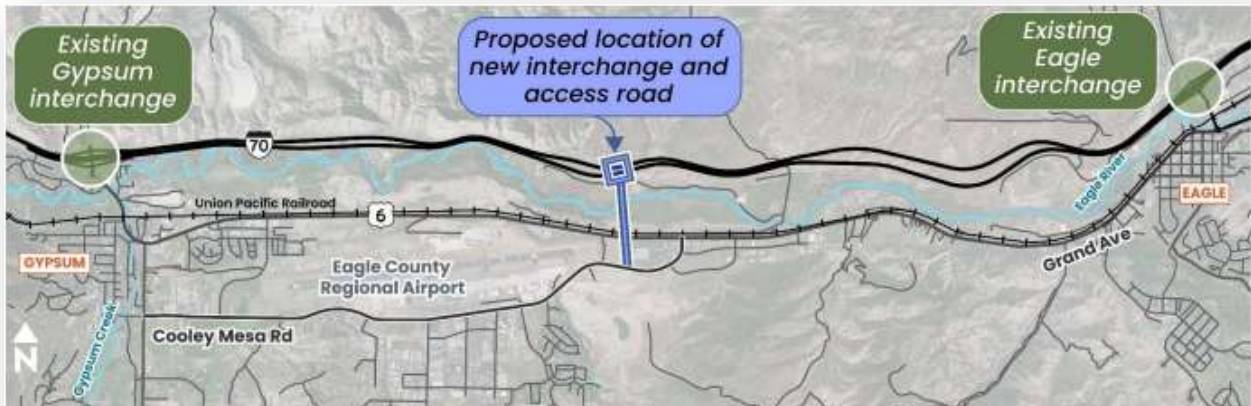 Existing
Gypsum
interchange
Proposed location of
new interchange and
access road
Existing
Eagle
interchange
70
Union Pacific Railroad
6
Eagle River
EAGLE
GYPSUM
Eagle County
Regional Airport
Grand Ave
Cooley Mesa Rd
Gypsum Creek
N